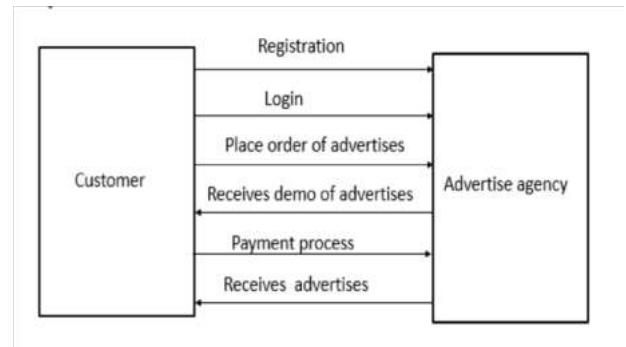 Registration
Login
Place order of advertises
Customer
Advertise agency
Receives demo of advertises
Payment process
Receives advertises